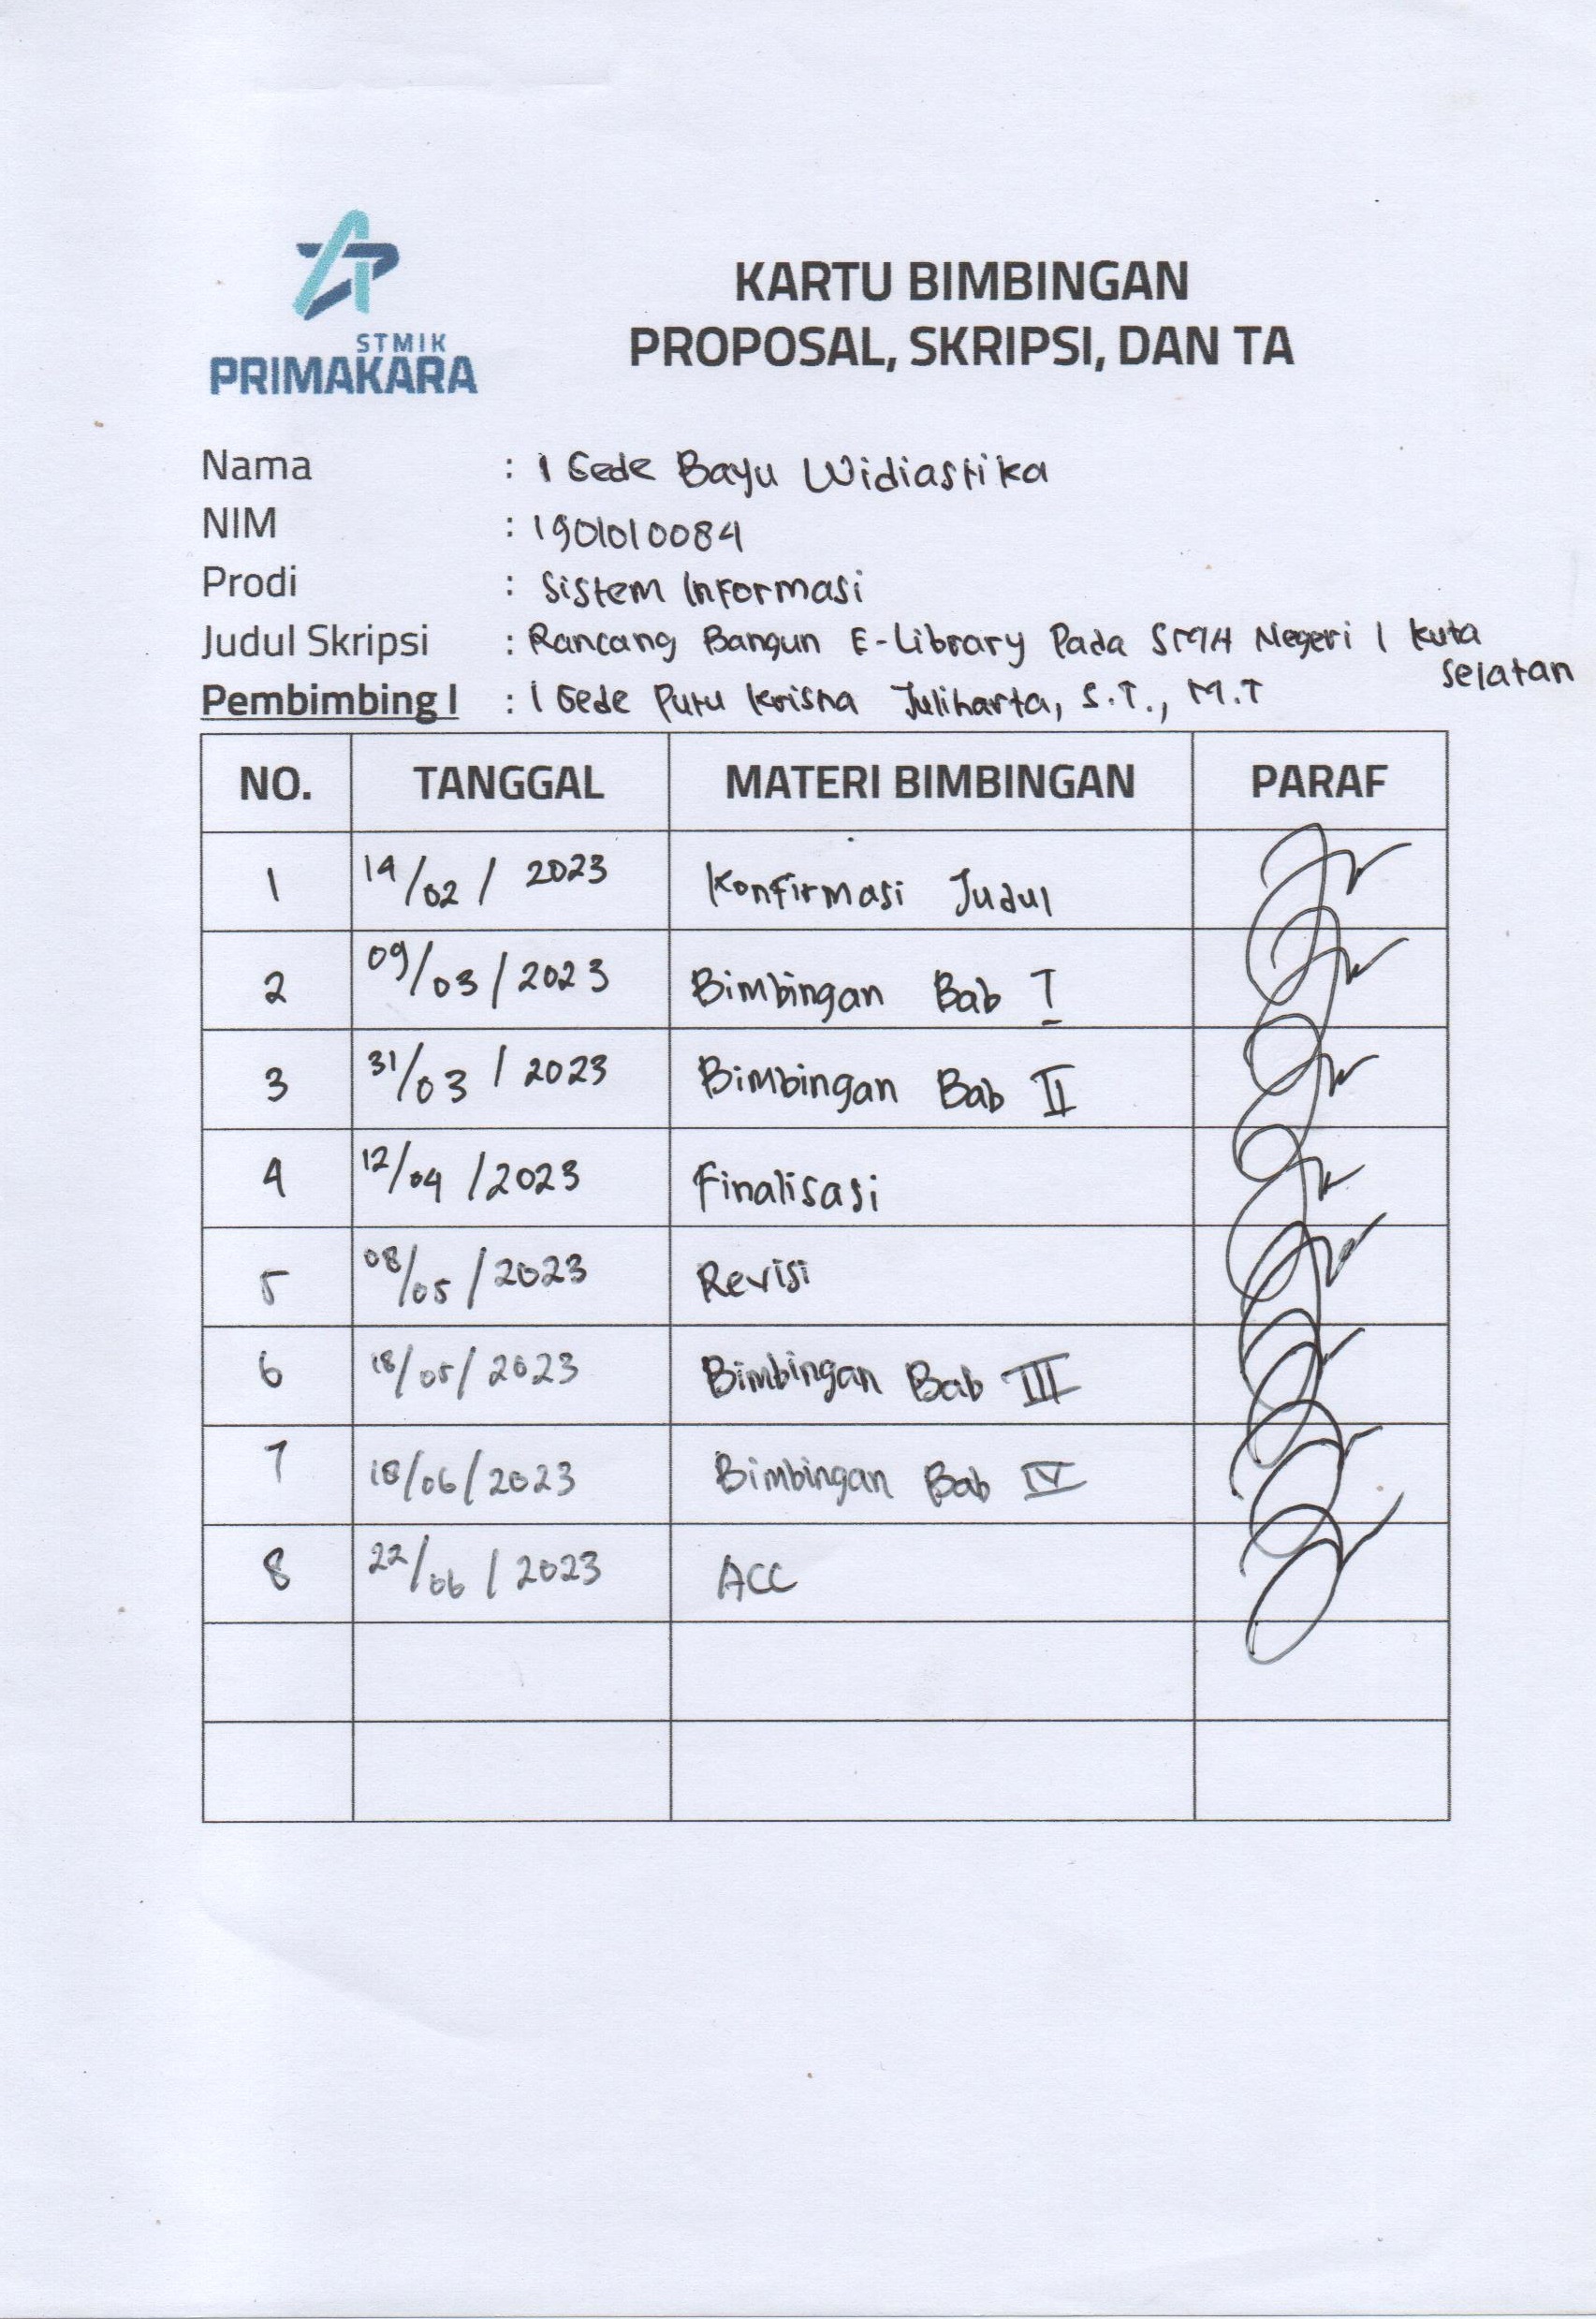 STMIK
PRIMAKARA
KARTU BIMBINGAN
PROPOSAL, SKRIPSI, DAN TA
Nama : I Gede Bayu Widiastika
NIM : 1901010084
Prodi : Sistem Informasi
Judul Skripsi : Rancang Bangun E-Library Pada SMA Negeri 1 Kuta
Selatan
Pembimbing I : I Gede Putu Krisna Juliharta, S.T., M.T
NO. TANGGAL MATERI BIMBINGAN PARAF
1 14/02/2023 Konfirmasi Judul
2 09/03/2023 Bimbingan Bab I
3 31/03/2023 Bimbingan Bab II
4 12/04/2023 Finalisasi
5 08/05/2023 Revisi
6 18/05/2023 Bimbingan Bab III
7 18/06/2023 Bimbingan Bab IV
8 22/06/2023 ACC